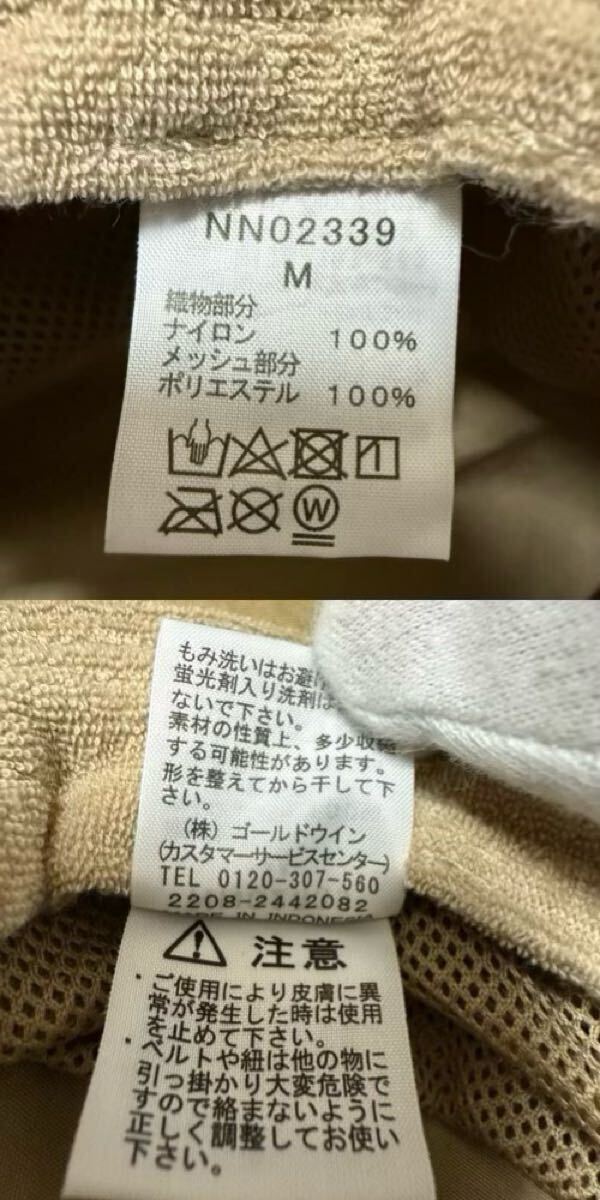 NN02339
M
織物部分
ナイロン 100%
メッシュ部分
ポリエステル 100%
W
もみ洗いはお避け
蛍光剤入り洗剤は
ないで下さい。
素材の性質上、多少収縮
する可能性があります。
形を整えてから干して下
さい。
(株) ゴールドウイン
(カスタマーサービスセンター)
TEL 0120-307-560
2208-2442082
MADE IN INDONESIA
注意
・ご使用により皮膚に異
常が発生した時は使用
を止めて下さい。
・ベルトや紐は他の物に
引っ掛かり大変危険で
すので絡まないように
正しく調整してお使い
下さい。